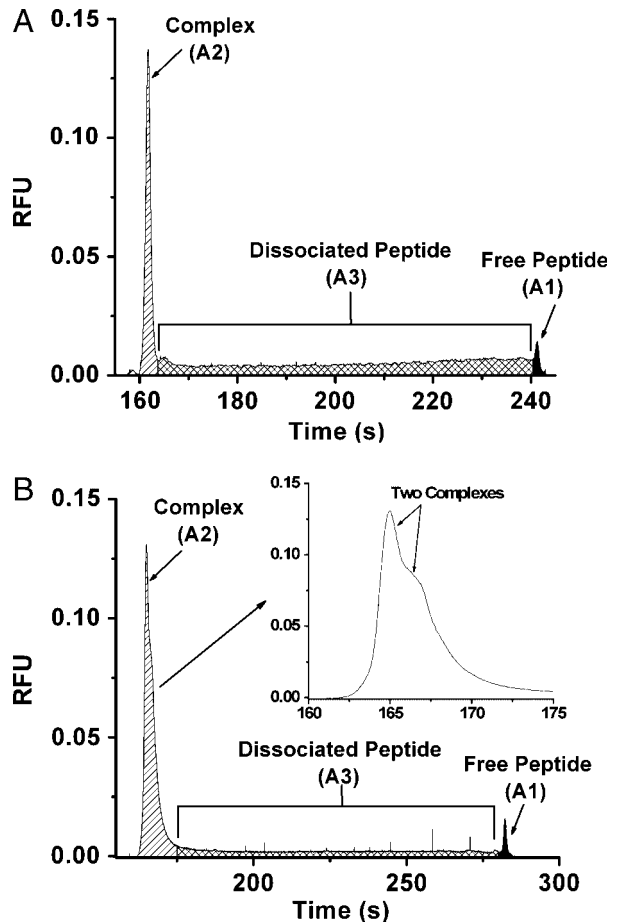 A
0.15
0.10
0.05
0.00
RFU
Complex
(A2)
Dissociated Peptide
(A3)
Free Peptide
(A1)
160
180
200
220
240
Time (s)
B
0.15
0.10
0.05
0.00
RFU
Complex
(A2)
0.15
0.10
0.05
0.00
Two Complexes
160
165
170
175
Dissociated Peptide
(A3)
Free Peptide
(A1)
200
250
300
Time (s)